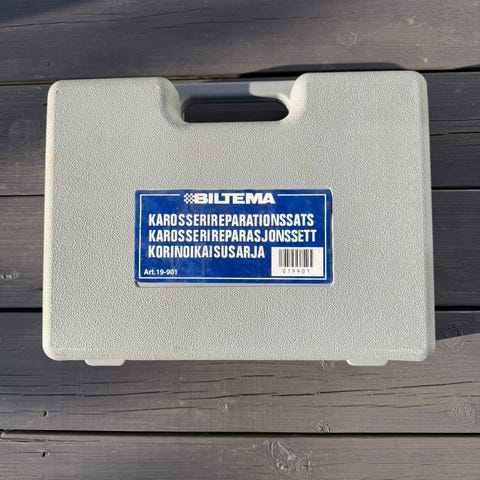 BILTEMA
KAROSSERIREPARATIONSSATS
KAROSSERIREPARASJONSSETT
KORINOIKAISUSARJA
Art.19-901
019901